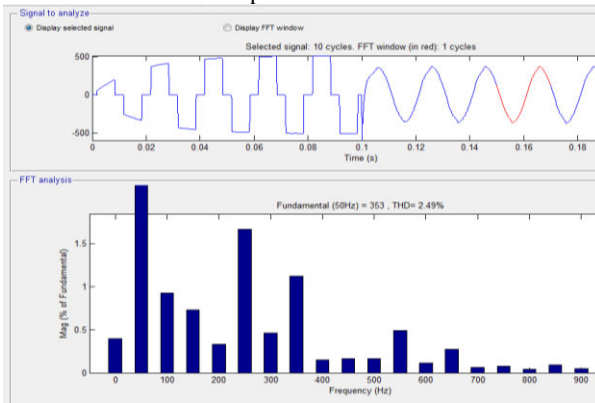 Signal to analyze
Display selected signal Display FFT window
Selected signal: 10 cycles. FFT window (in red): 1 cycles
500
0
-500
0 0.02 0.04 0.06 0.08 0.1 0.12 0.14 0.16 0.18
Time (s)
FFT analysis
Fundamental (50Hz) = 353 , THD= 2.49%
1.5
1
0.5
0
Mag (% of Fundamental)
0 100 200 300 400 500 600 700 800 900
Frequency (Hz)